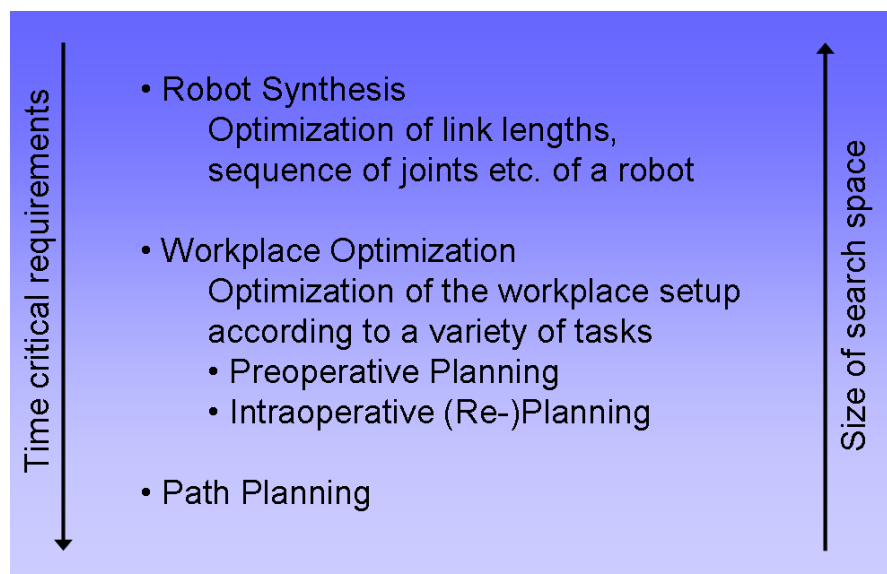 Time critical requirements
• Robot Synthesis
Optimization of link lengths,
sequence of joints etc. of a robot
• Workplace Optimization
Optimization of the workplace setup
according to a variety of tasks
• Preoperative Planning
• Intraoperative (Re-)Planning
• Path Planning
Size of search space